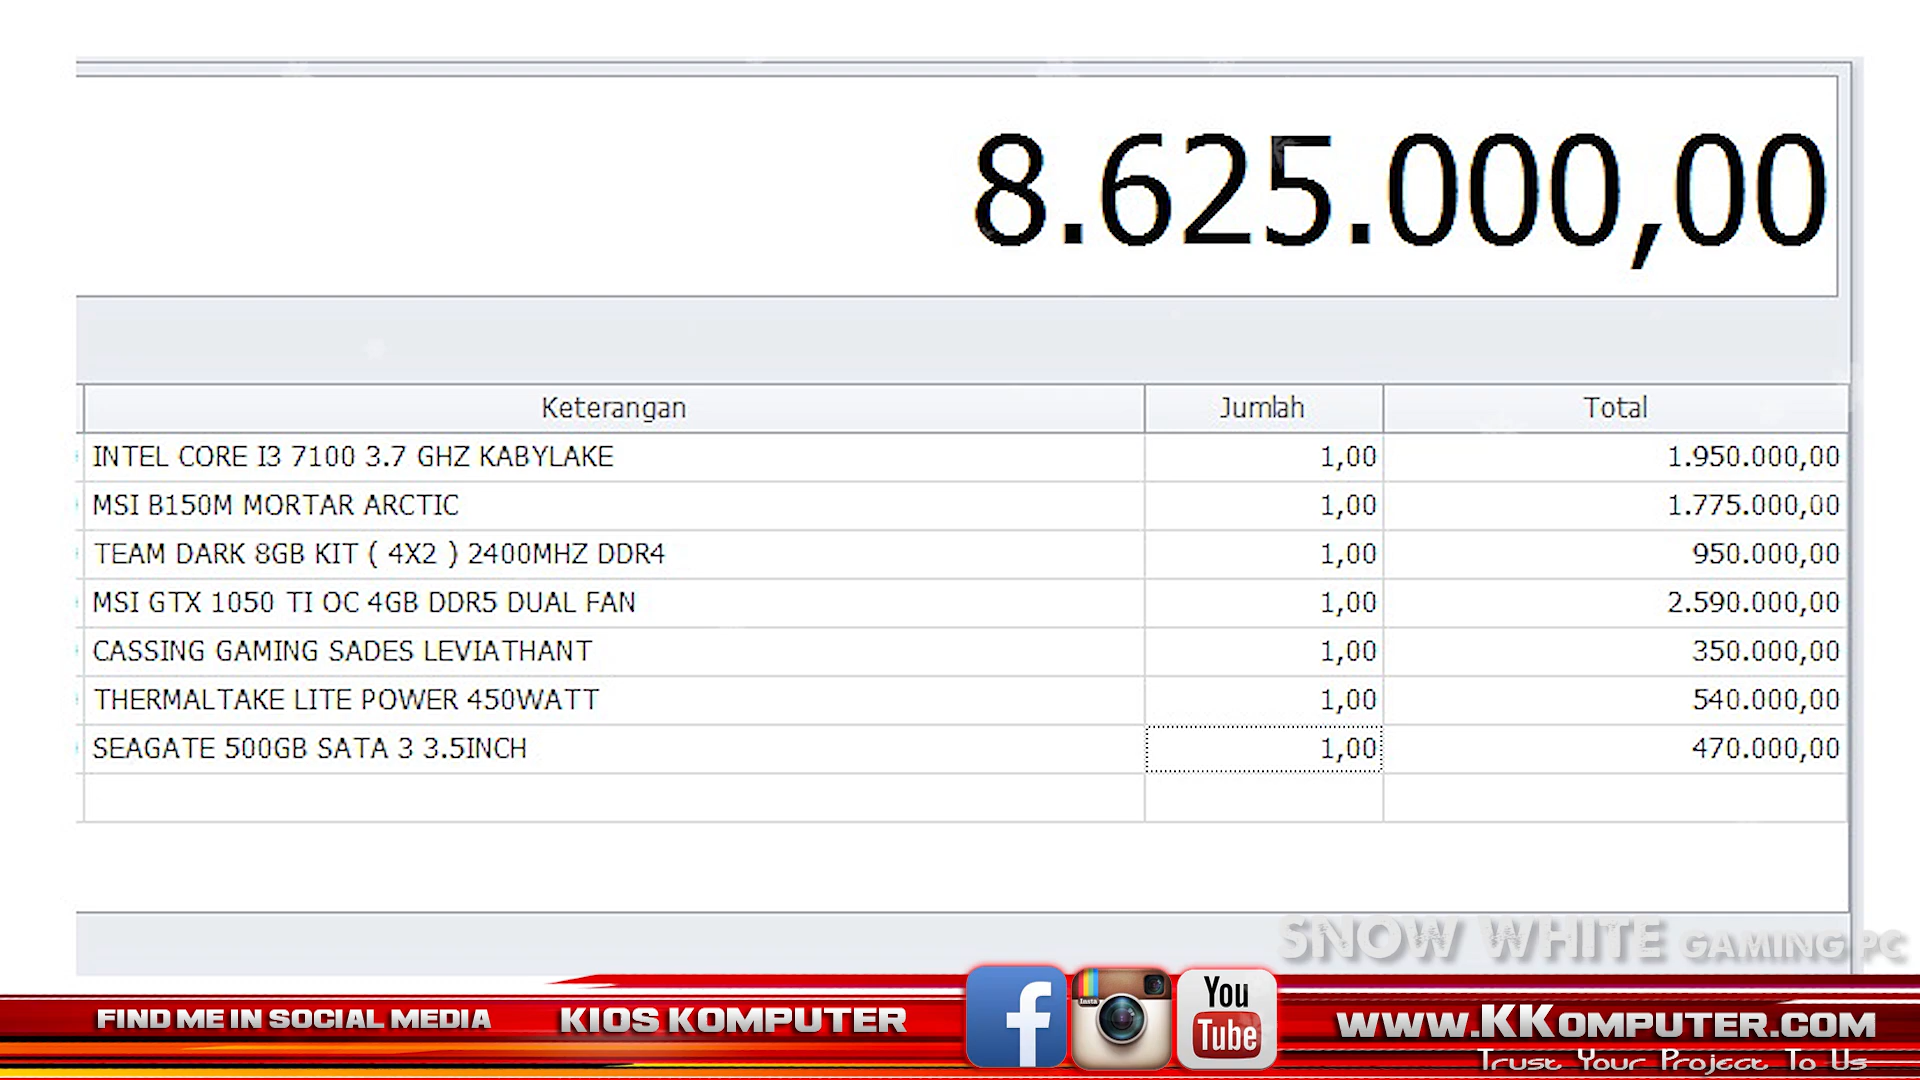 8.625.000,00
Keterangan Jumlah Total
INTEL CORE I3 7100 3.7 GHZ KABYLAKE 1,00 1.950.000,00
MSI B150M MORTAR ARCTIC 1,00 1.775.000,00
TEAM DARK 8GB KIT ( 4X2 ) 2400MHZ DDR4 1,00 950.000,00
MSI GTX 1050 TI OC 4GB DDR5 DUAL FAN 1,00 2.590.000,00
CASSING GAMING SADES LEVIATHANT 1,00 350.000,00
THERMALTAKE LITE POWER 450WATT 1,00 540.000,00
SEAGATE 500GB SATA 3 3.5INCH 1,00 470.000,00
SNOW WHITE GAMING PC
FIND ME IN SOCIAL MEDIA KIOS KOMPUTER f Insta You Tube WWW.KKOMPUTER.COM
Trust Your Project To Us